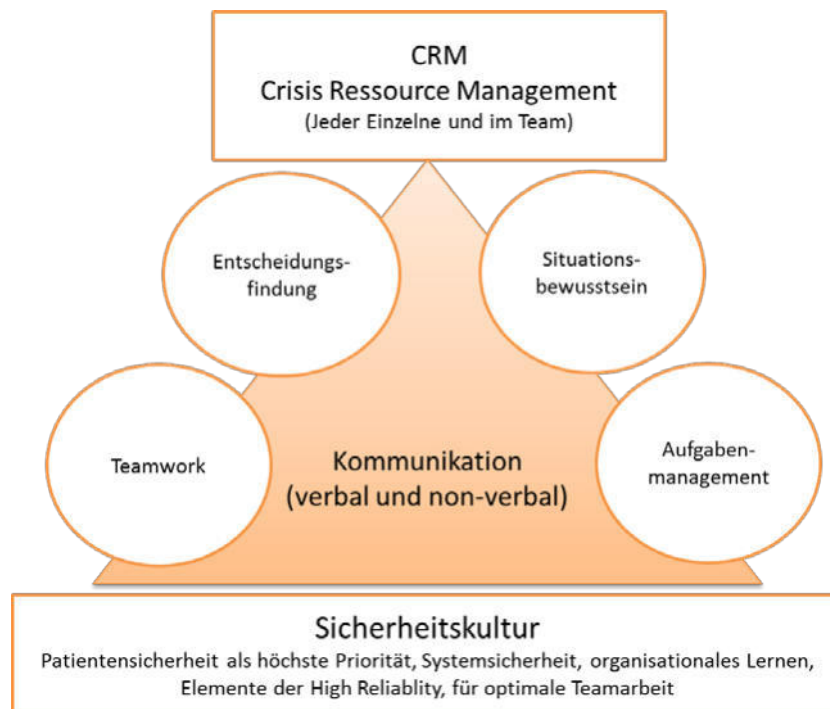 CRM
Crisis Ressource Management
(Jeder Einzelne und im Team)
Entscheidungs-
findung
Situations-
bewusstsein
Teamwork
Kommunikation
(verbal und non-verbal)
Aufgaben-
management
Sicherheitskultur
Patientensicherheit als höchste Priorität, Systemsicherheit, organisationales Lernen,
Elemente der High Reliablity, für optimale Teamarbeit